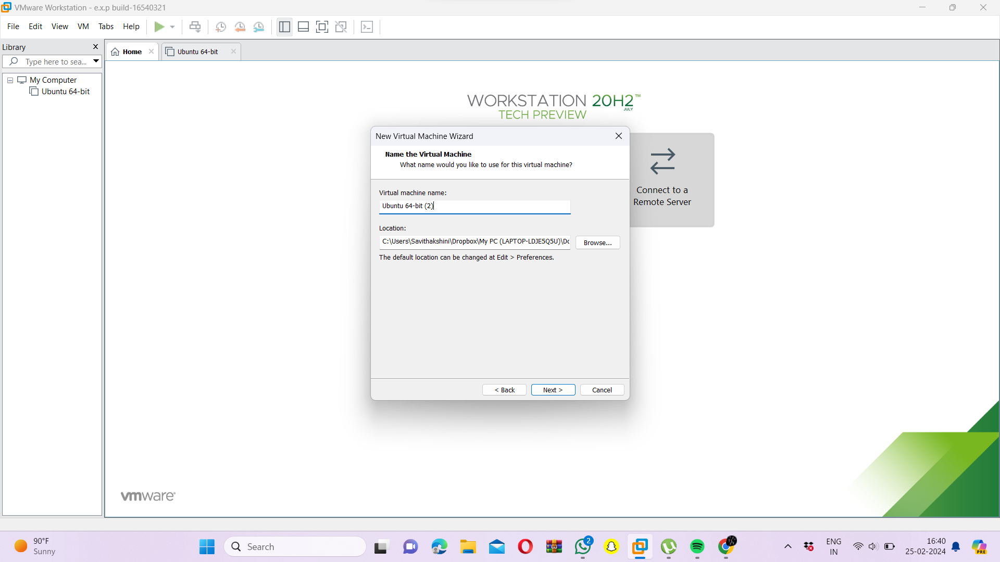 VMware Workstation - e.x.p build-16540321
File Edit View VM Tabs Help
Library
Home
Ubuntu 64-bit
Type here to sea...
My Computer
Ubuntu 64-bit
WORKSTATION 20H2™
JULY
TECH PREVIEW
New Virtual Machine Wizard
Name the Virtual Machine
What name would you like to use for this virtual machine?
Connect to a
Remote Server
Virtual machine name:
Ubuntu 64-bit (2)
Location:
C:\Users\Savithakshini\Dropbox\My PC (LAPTOP-LDJE5Q5U)\Dc
Browse...
The default location can be changed at Edit > Preferences.
< Back
Next >
Cancel
vmware®
90°F
Sunny
Search
2
ENG
IN
16:40
25-02-2024
PRE